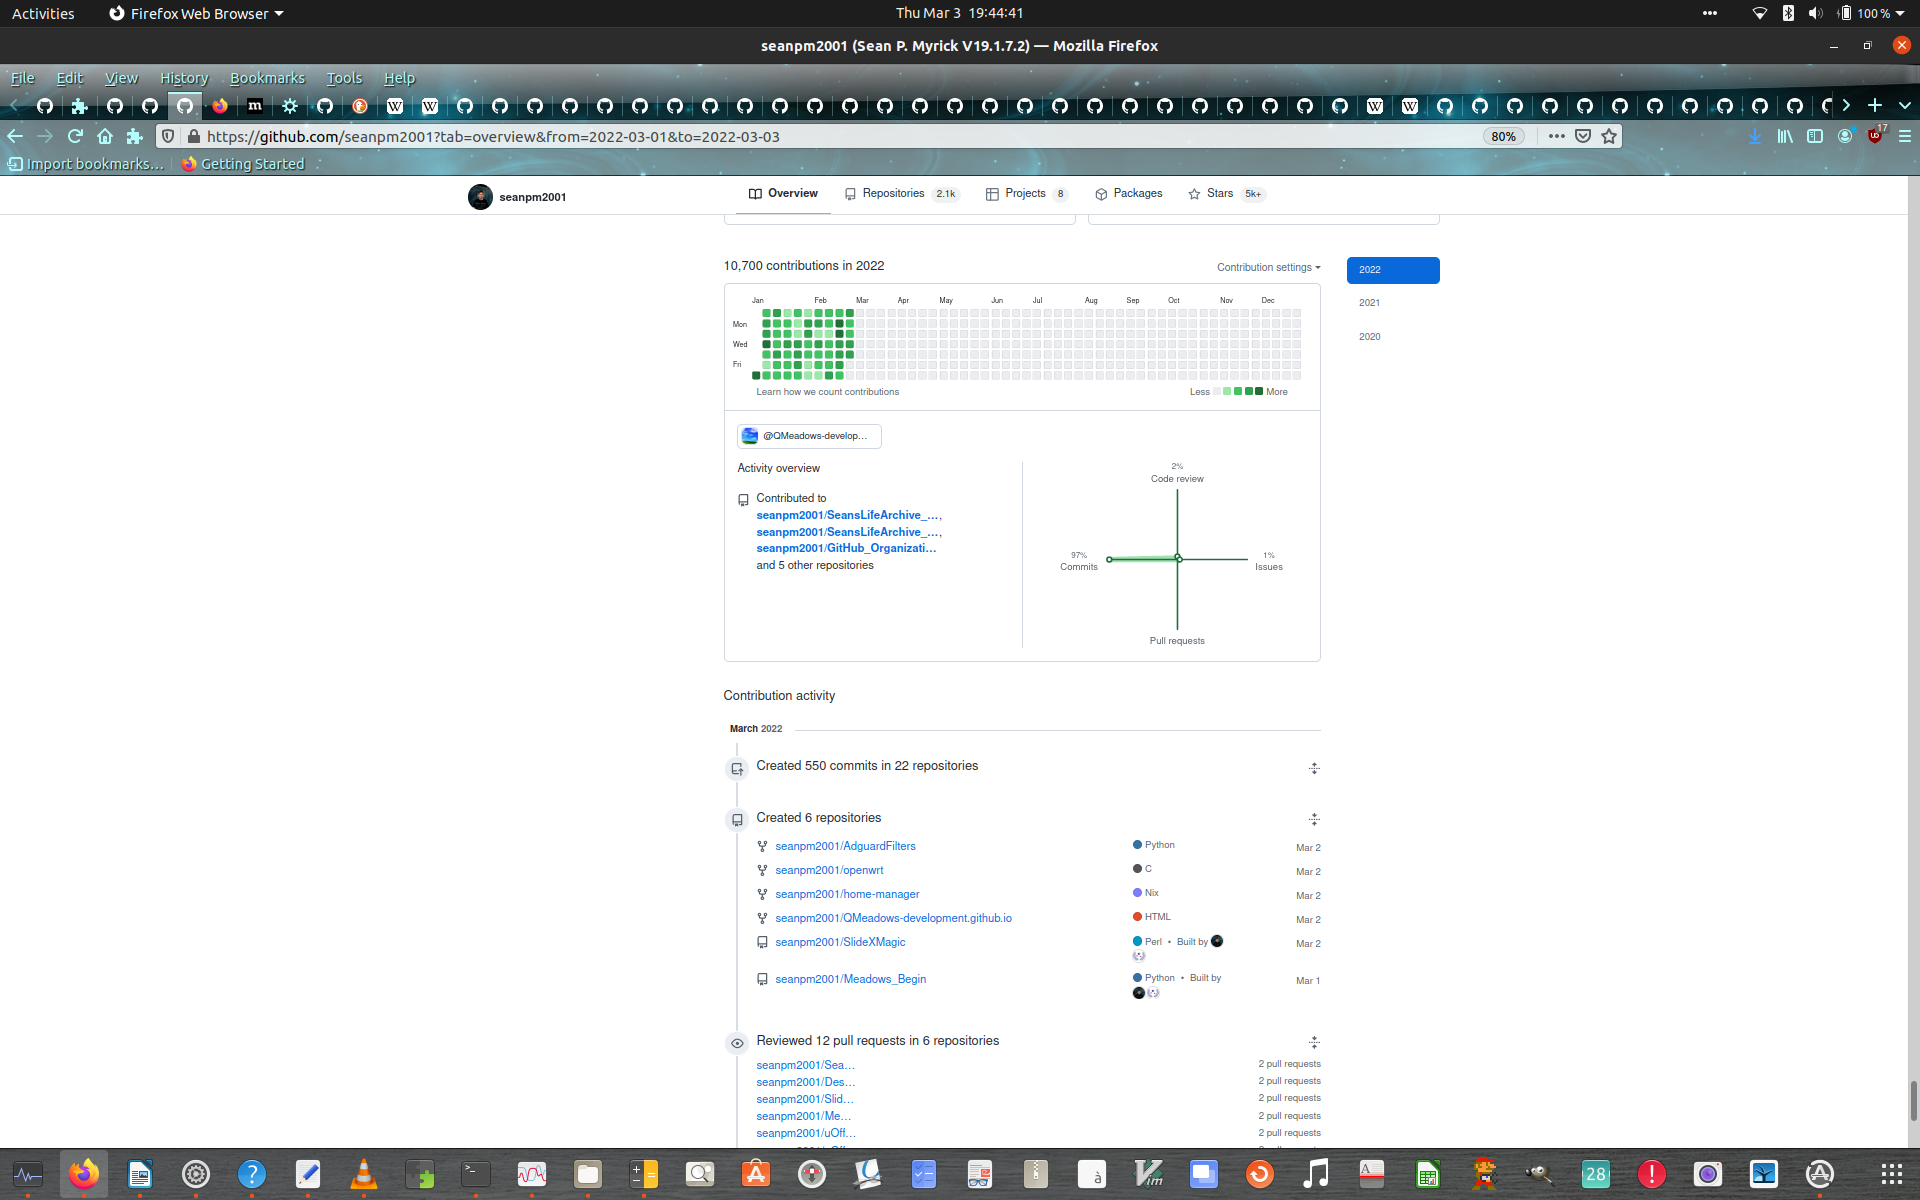 Activities Firefox Web Browser Thu Mar 3 19:44:41 100 %
seanpm2001 (Sean P. Myrick V19.1.7.2) — Mozilla Firefox
File Edit View History Bookmarks Tools Help
https://github.com/seanpm2001?tab=overview&from=2022-03-01&to=2022-03-03 80% 17
Import bookmarks... Getting Started
seanpm2001 Overview Repositories 2.1k Projects 8 Packages Stars 5k+
10,700 contributions in 2022 Contribution settings 2022
2021
2020
Jan Feb Mar Apr May Jun Jul Aug Sep Oct Nov Dec
Mon
Wed
Fri
Learn how we count contributions Less More
@QMeadows-develop...
Activity overview
Contributed to
seanpm2001/SeansLifeArchive_...,
seanpm2001/SeansLifeArchive_...,
seanpm2001/GitHub_Organizati...
and 5 other repositories
2%
Code review
97%
Commits
1%
Issues
Pull requests
Contribution activity
March 2022
Created 550 commits in 22 repositories
Created 6 repositories
seanpm2001/AdguardFilters Python Mar 2
seanpm2001/openwrt C Mar 2
seanpm2001/home-manager Nix Mar 2
seanpm2001/QMeadows-development.github.io HTML Mar 2
seanpm2001/SlideXMagic Perl • Built by Mar 2
seanpm2001/Meadows_Begin Python • Built by Mar 1
Reviewed 12 pull requests in 6 repositories
seanpm2001/Sea... 2 pull requests
seanpm2001/Des... 2 pull requests
seanpm2001/Slid... 2 pull requests
seanpm2001/Me... 2 pull requests
seanpm2001/uOff... 2 pull requests
28